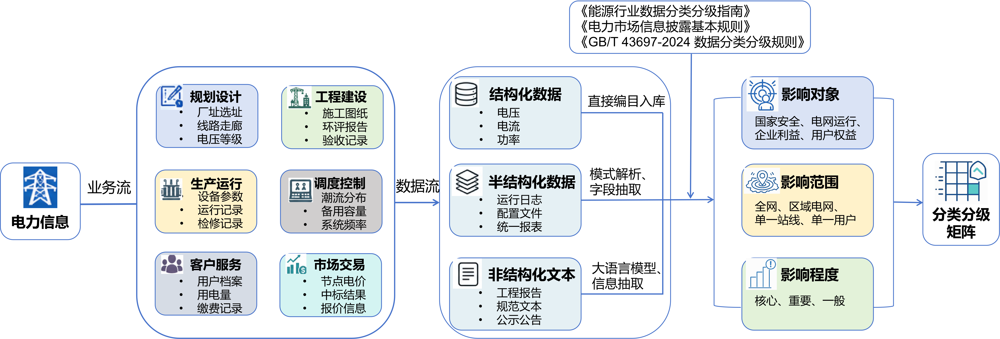 《能源行业数据分类分级指南》
《电力市场信息披露基本规则》
《GB/T 43697-2024 数据分类分级规则》
电力信息
业务流
规划设计
• 厂址选址
• 线路走廊
• 电压等级
工程建设
• 施工图纸
• 环评报告
• 验收记录
生产运行
• 设备参数
• 运行记录
• 检修记录
调度控制
潮流分布
• 备用容量
• 系统频率
客户服务
• 用户档案
• 用电量
• 缴费记录
市场交易
• 节点电价
• 中标结果
• 报价信息
数据流
结构化数据
• 电压
• 电流
• 功率
直接编目入库
半结构化数据
• 运行日志
• 配置文件
• 统一报表
模式解析、
字段抽取
非结构化文本
• 工程报告
• 规范文本
• 公示公告
大语言模型、
信息抽取
影响对象
国家安全、电网运行、
企业利益、用户权益
影响范围
全网、区域电网、
单一站线、单一用户
影响程度
核心、重要、一般
分类分级
矩阵